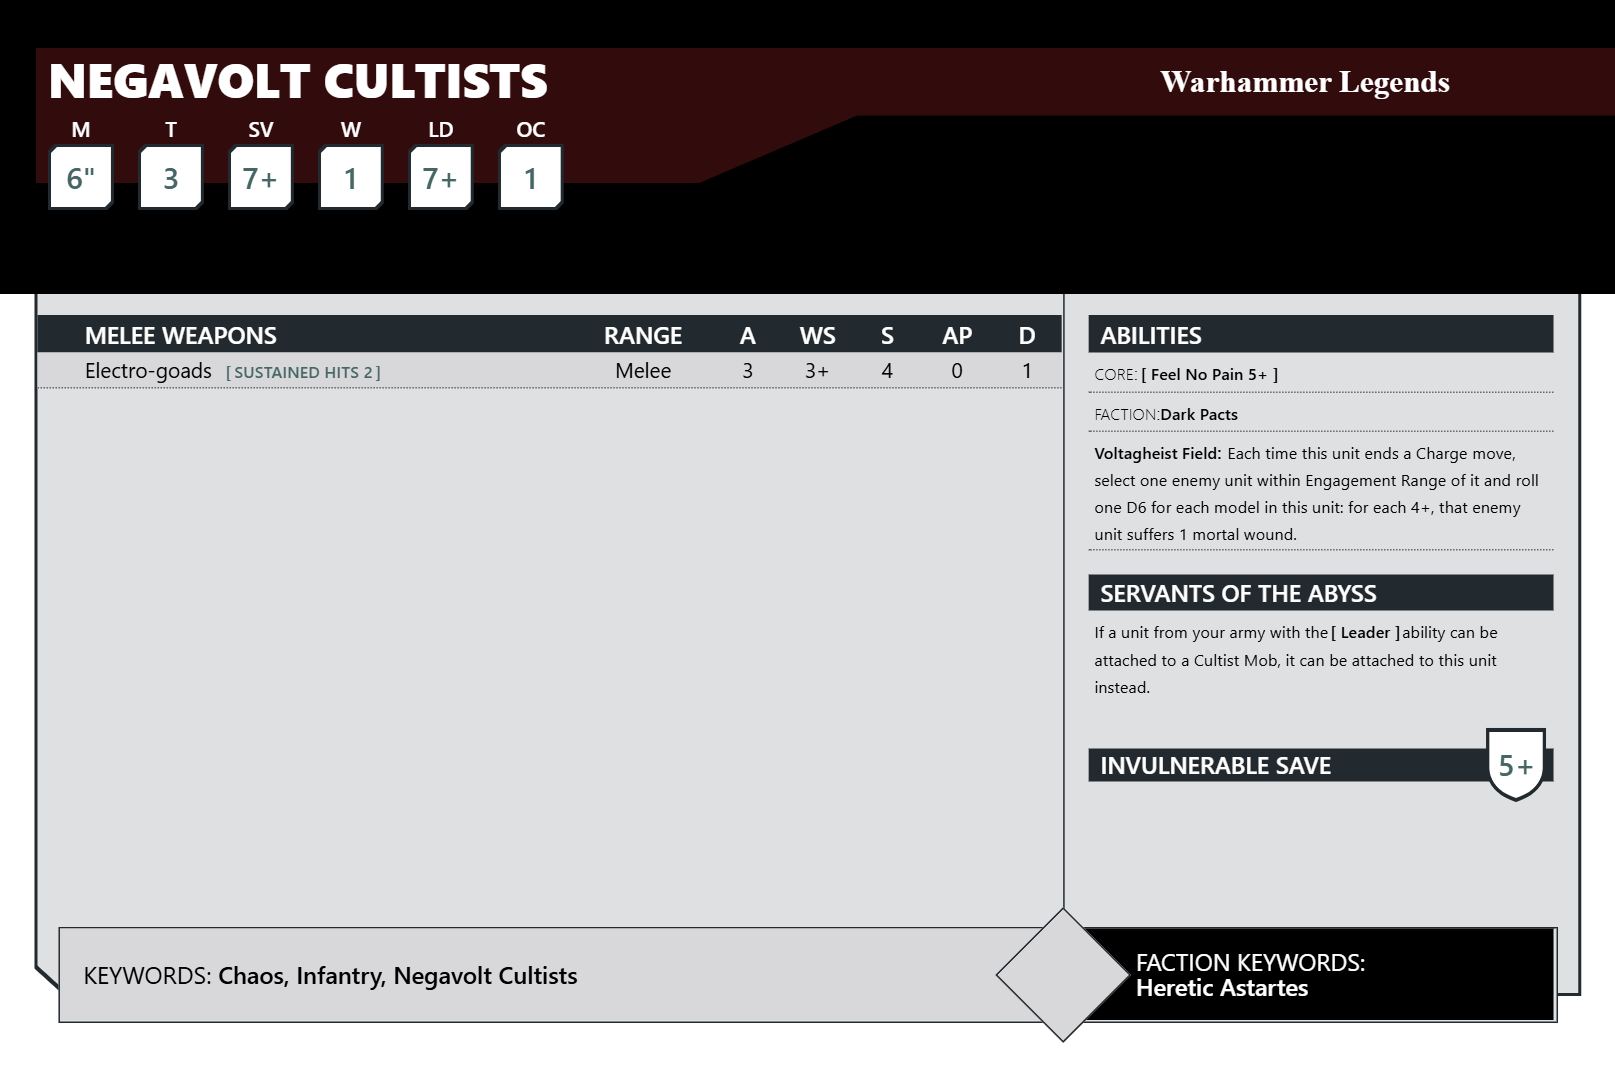 NEGAVOLT CULTISTS
Warhammer Legends
M T SV W LD OC
6" 3 7+ 1 7+ 1
MELEE WEAPONS RANGE A WS S AP D
Electro-goads [ SUSTAINED HITS 2 ] Melee 3 3+ 4 0 1
ABILITIES
CORE: [ Feel No Pain 5+ ]
FACTION:Dark Pacts
Voltagheist Field: Each time this unit ends a Charge move,
select one enemy unit within Engagement Range of it and roll
one D6 for each model in this unit: for each 4+, that enemy
unit suffers 1 mortal wound.
SERVANTS OF THE ABYSS
If a unit from your army with the [ Leader ] ability can be
attached to a Cultist Mob, it can be attached to this unit
instead.
INVULNERABLE SAVE 5+
KEYWORDS: Chaos, Infantry, Negavolt Cultists
FACTION KEYWORDS:
Heretic Astartes